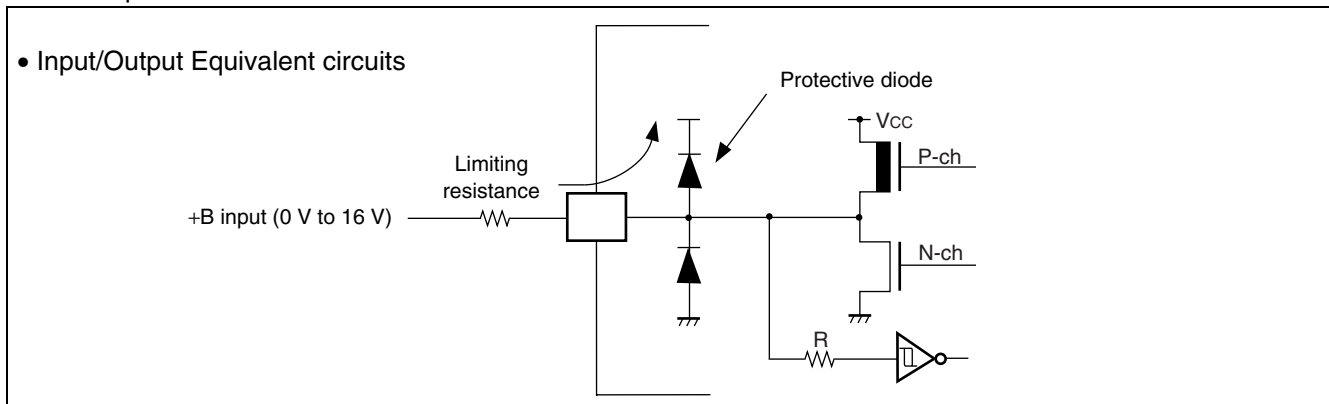 • Input/Output Equivalent circuits
Protective diode
VCC
P-ch
Limiting
resistance
+B input (0 V to 16 V)
N-ch
R